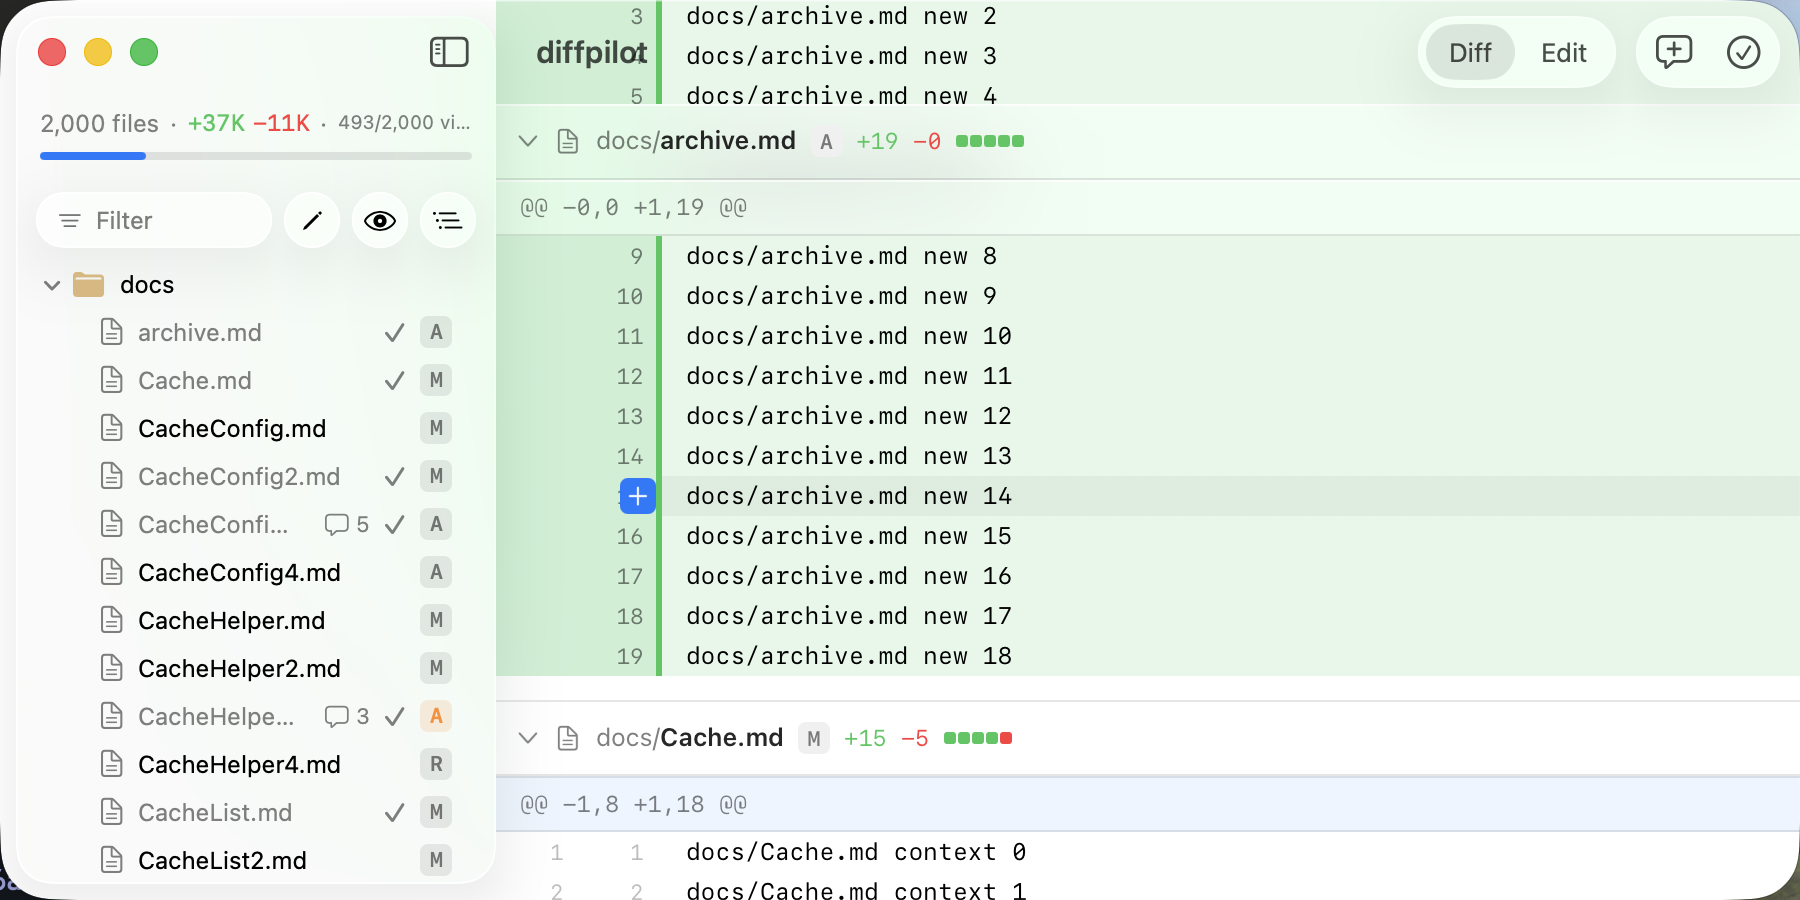 2,000 files · +37K −11K · 493/2,000 vi...
Filter
docs
archive.md A
Cache.md M
CacheConfig.md M
CacheConfig2.md M
CacheConfi... 5 A
CacheConfig4.md A
CacheHelper.md M
CacheHelper2.md M
CacheHelpe... 3 A
CacheHelper4.md R
CacheList.md M
CacheList2.md M
diffpilot
Diff Edit
3 docs/archive.md new 2
4 docs/archive.md new 3
5 docs/archive.md new 4
docs/archive.md A +19 −0
@@ −0,0 +1,19 @@
9 docs/archive.md new 8
10 docs/archive.md new 9
11 docs/archive.md new 10
12 docs/archive.md new 11
13 docs/archive.md new 12
14 docs/archive.md new 13
docs/archive.md new 14
16 docs/archive.md new 15
17 docs/archive.md new 16
18 docs/archive.md new 17
19 docs/archive.md new 18
docs/Cache.md M +15 −5
@@ −1,8 +1,18 @@
1 1 docs/Cache.md context 0
2 2 docs/Cache.md context 1